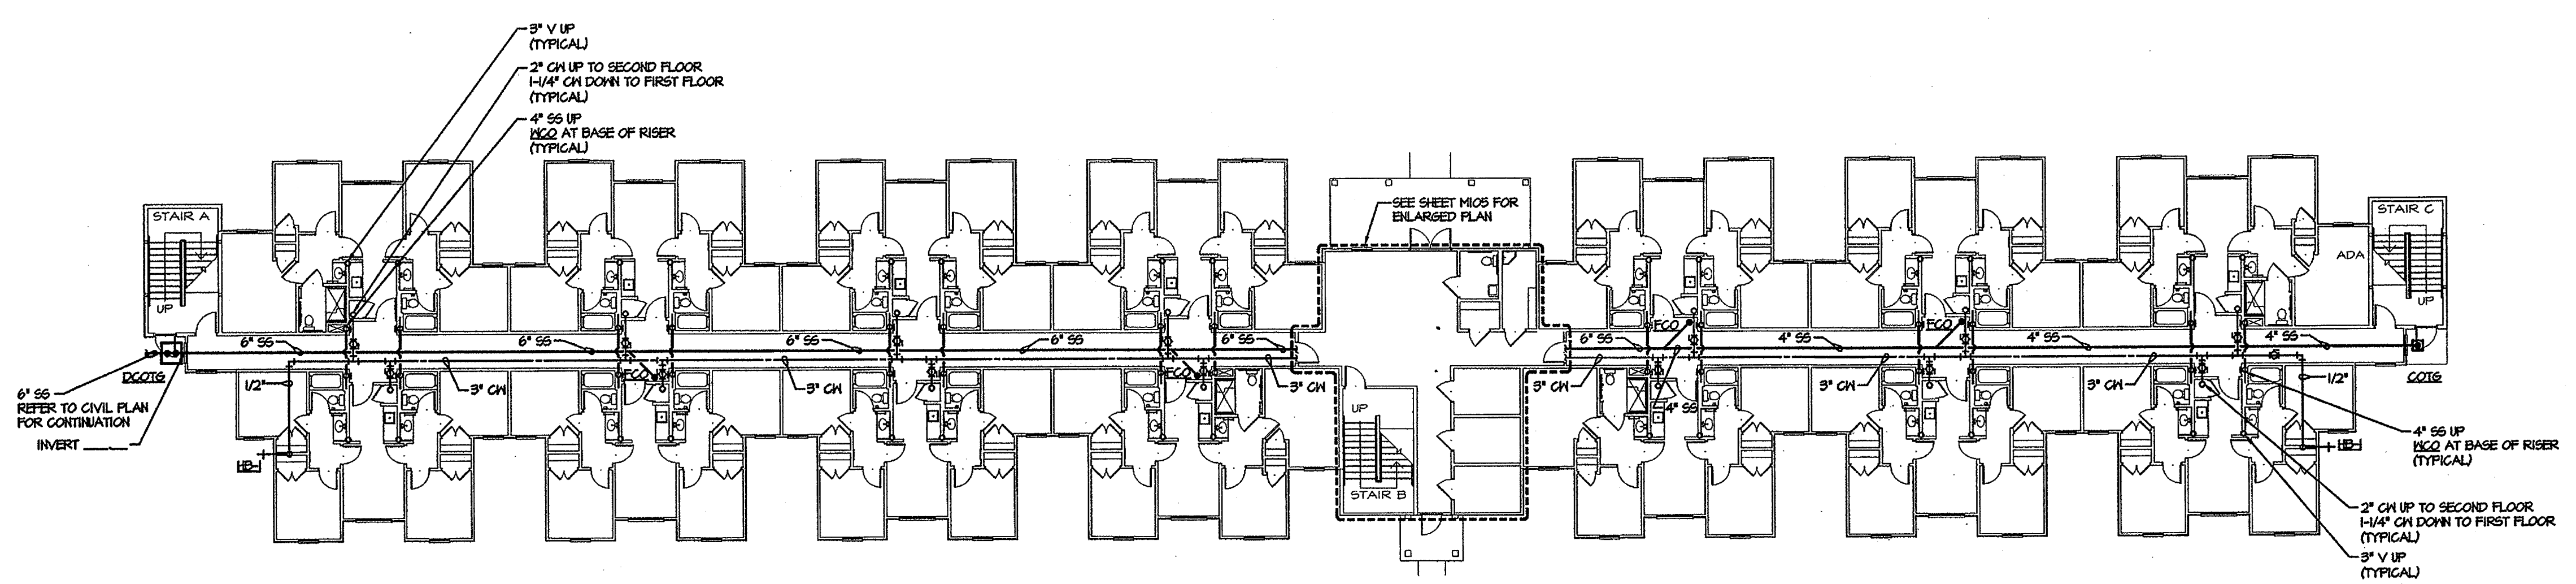 3" V UP
(TYPICAL)
2" CW UP TO SECOND FLOOR
1-1/4" CW DOWN TO FIRST FLOOR
(TYPICAL)
4" SS UP
WCO AT BASE OF RISER
(TYPICAL)
STAIR A
UP
SEE SHEET M105 FOR
ENLARGED PLAN
STAIR C
ADA
UP
6" SS
6" SS
6" SS
6" SS
6" SS
6" SS
FCO
4" SS
FCO
4" SS
4" SS
DCOTG
1/2"
3" CW
FCO
3" CW
FCO
3" CW
3" CW
3" CW
3" CW
1/2"
COTG
6" SS
REFER TO CIVIL PLAN
FOR CONTINUATION
INVERT ____.__
HB-1
UP
STAIR B
4" SS
HB-1
4" SS UP
WCO AT BASE OF RISER
(TYPICAL)
2" CW UP TO SECOND FLOOR
1-1/4" CW DOWN TO FIRST FLOOR
(TYPICAL)
3" V UP
(TYPICAL)